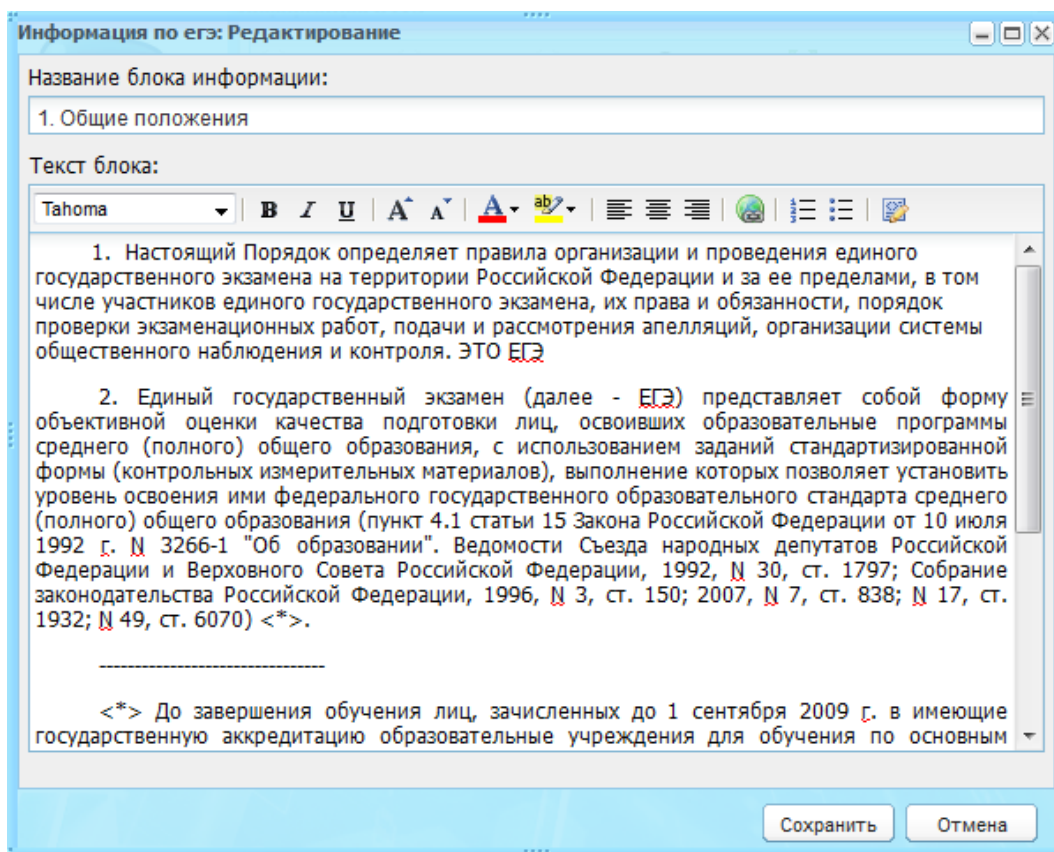 Информация по егэ: Редактирование
Название блока информации:
1. Общие положения
Текст блока:
Tahoma B I U A A A ab
1. Настоящий Порядок определяет правила организации и проведения единого
государственного экзамена на территории Российской Федерации и за ее пределами, в том
числе участников единого государственного экзамена, их права и обязанности, порядок
проверки экзаменационных работ, подачи и рассмотрения апелляций, организации системы
общественного наблюдения и контроля. ЭТО ЕГЭ
2. Единый государственный экзамен (далее - ЕГЭ) представляет собой форму
объективной оценки качества подготовки лиц, освоивших образовательные программы
среднего (полного) общего образования, с использованием заданий стандартизированной
формы (контрольных измерительных материалов), выполнение которых позволяет установить
уровень освоения ими федерального государственного образовательного стандарта среднего
(полного) общего образования (пункт 4.1 статьи 15 Закона Российской Федерации от 10 июля
1992 г. N 3266-1 "Об образовании". Ведомости Съезда народных депутатов Российской
Федерации и Верховного Совета Российской Федерации, 1992, N 30, ст. 1797; Собрание
законодательства Российской Федерации, 1996, N 3, ст. 150; 2007, N 7, ст. 838; N 17, ст.
1932; N 49, ст. 6070) <*>.
--------------------------------
<*> До завершения обучения лиц, зачисленных до 1 сентября 2009 г. в имеющие
государственную аккредитацию образовательные учреждения для обучения по основным
Сохранить Отмена